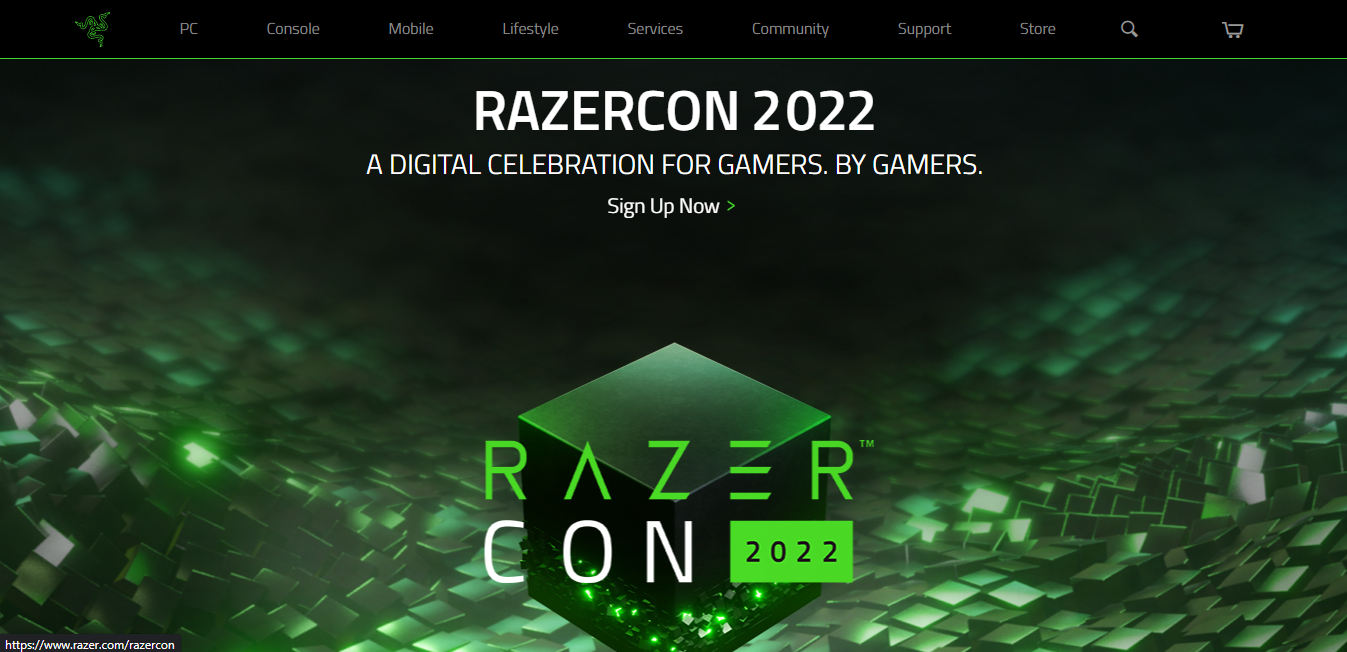 PC Console Mobile Lifestyle Services Community Support Store
RAZERCON 2022
A DIGITAL CELEBRATION FOR GAMERS. BY GAMERS.
Sign Up Now >
RAZER™
CON 2022
https://www.razer.com/razercon